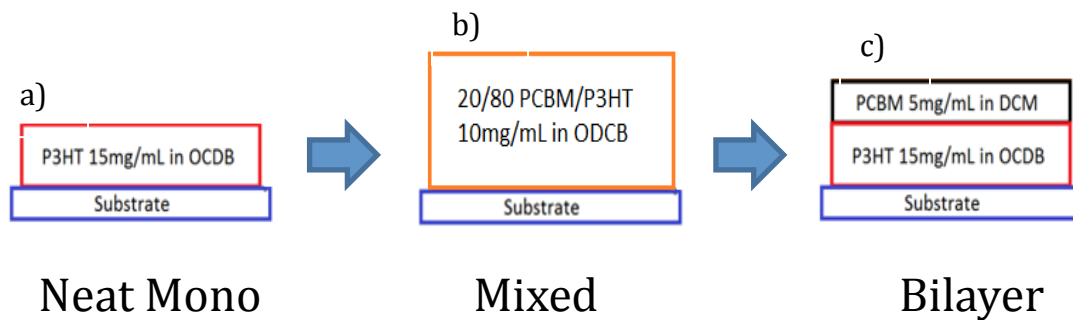 a)
P3HT 15mg/mL in OCDB
Substrate
Neat Mono
b)
20/80 PCBM/P3HT
10mg/mL in ODCB
Substrate
Mixed
c)
PCBM 5mg/mL in DCM
P3HT 15mg/mL in OCDB
Substrate
Bilayer